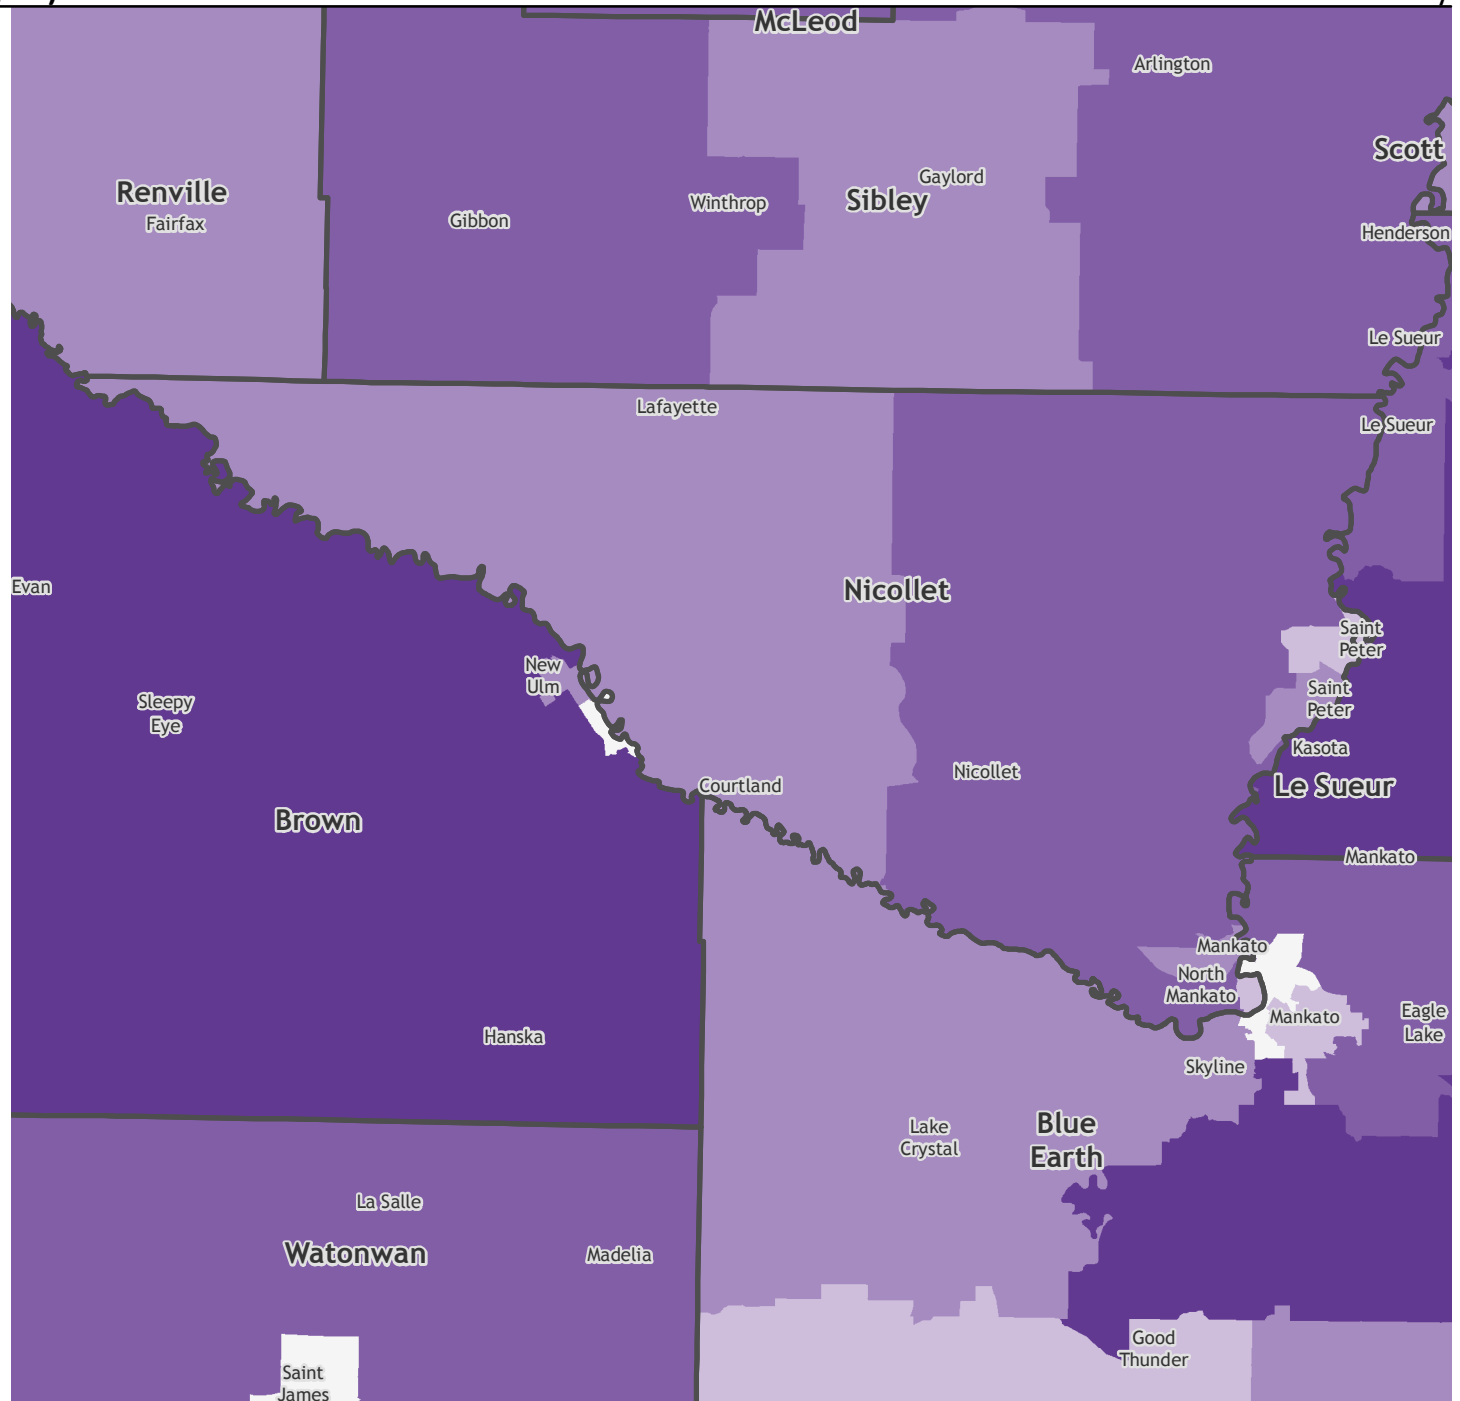 McLeod
Arlington
Scott
Renville
Fairfax
Gaylord
Sibley
Winthrop
Gibbon
Henderson
Le Sueur
Lafayette
Le Sueur
Evan
Nicollet
Saint
Peter
New
Ulm
Saint
Peter
Sleepy
Eye
Kasota
Nicollet
Courtland
Le Sueur
Brown
Mankato
Mankato
North
Mankato
Mankato
Eagle
Lake
Hanska
Skyline
Lake
Crystal
Blue
Earth
La Salle
Watonwan
Madelia
Good
Thunder
Saint
James